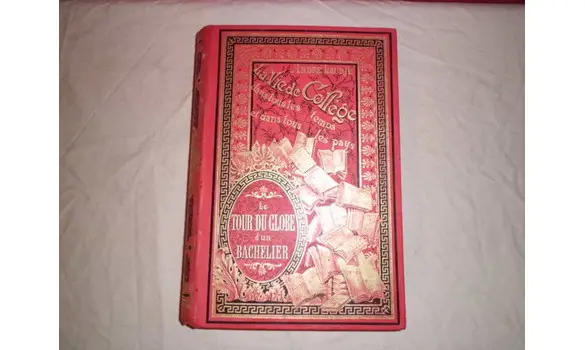 ANDRÉ LAURIE
La Vie de Collège
dans tous les temps
et dans tous les pays
Le
TOUR DU GLOBE
d'un
BACHELIER